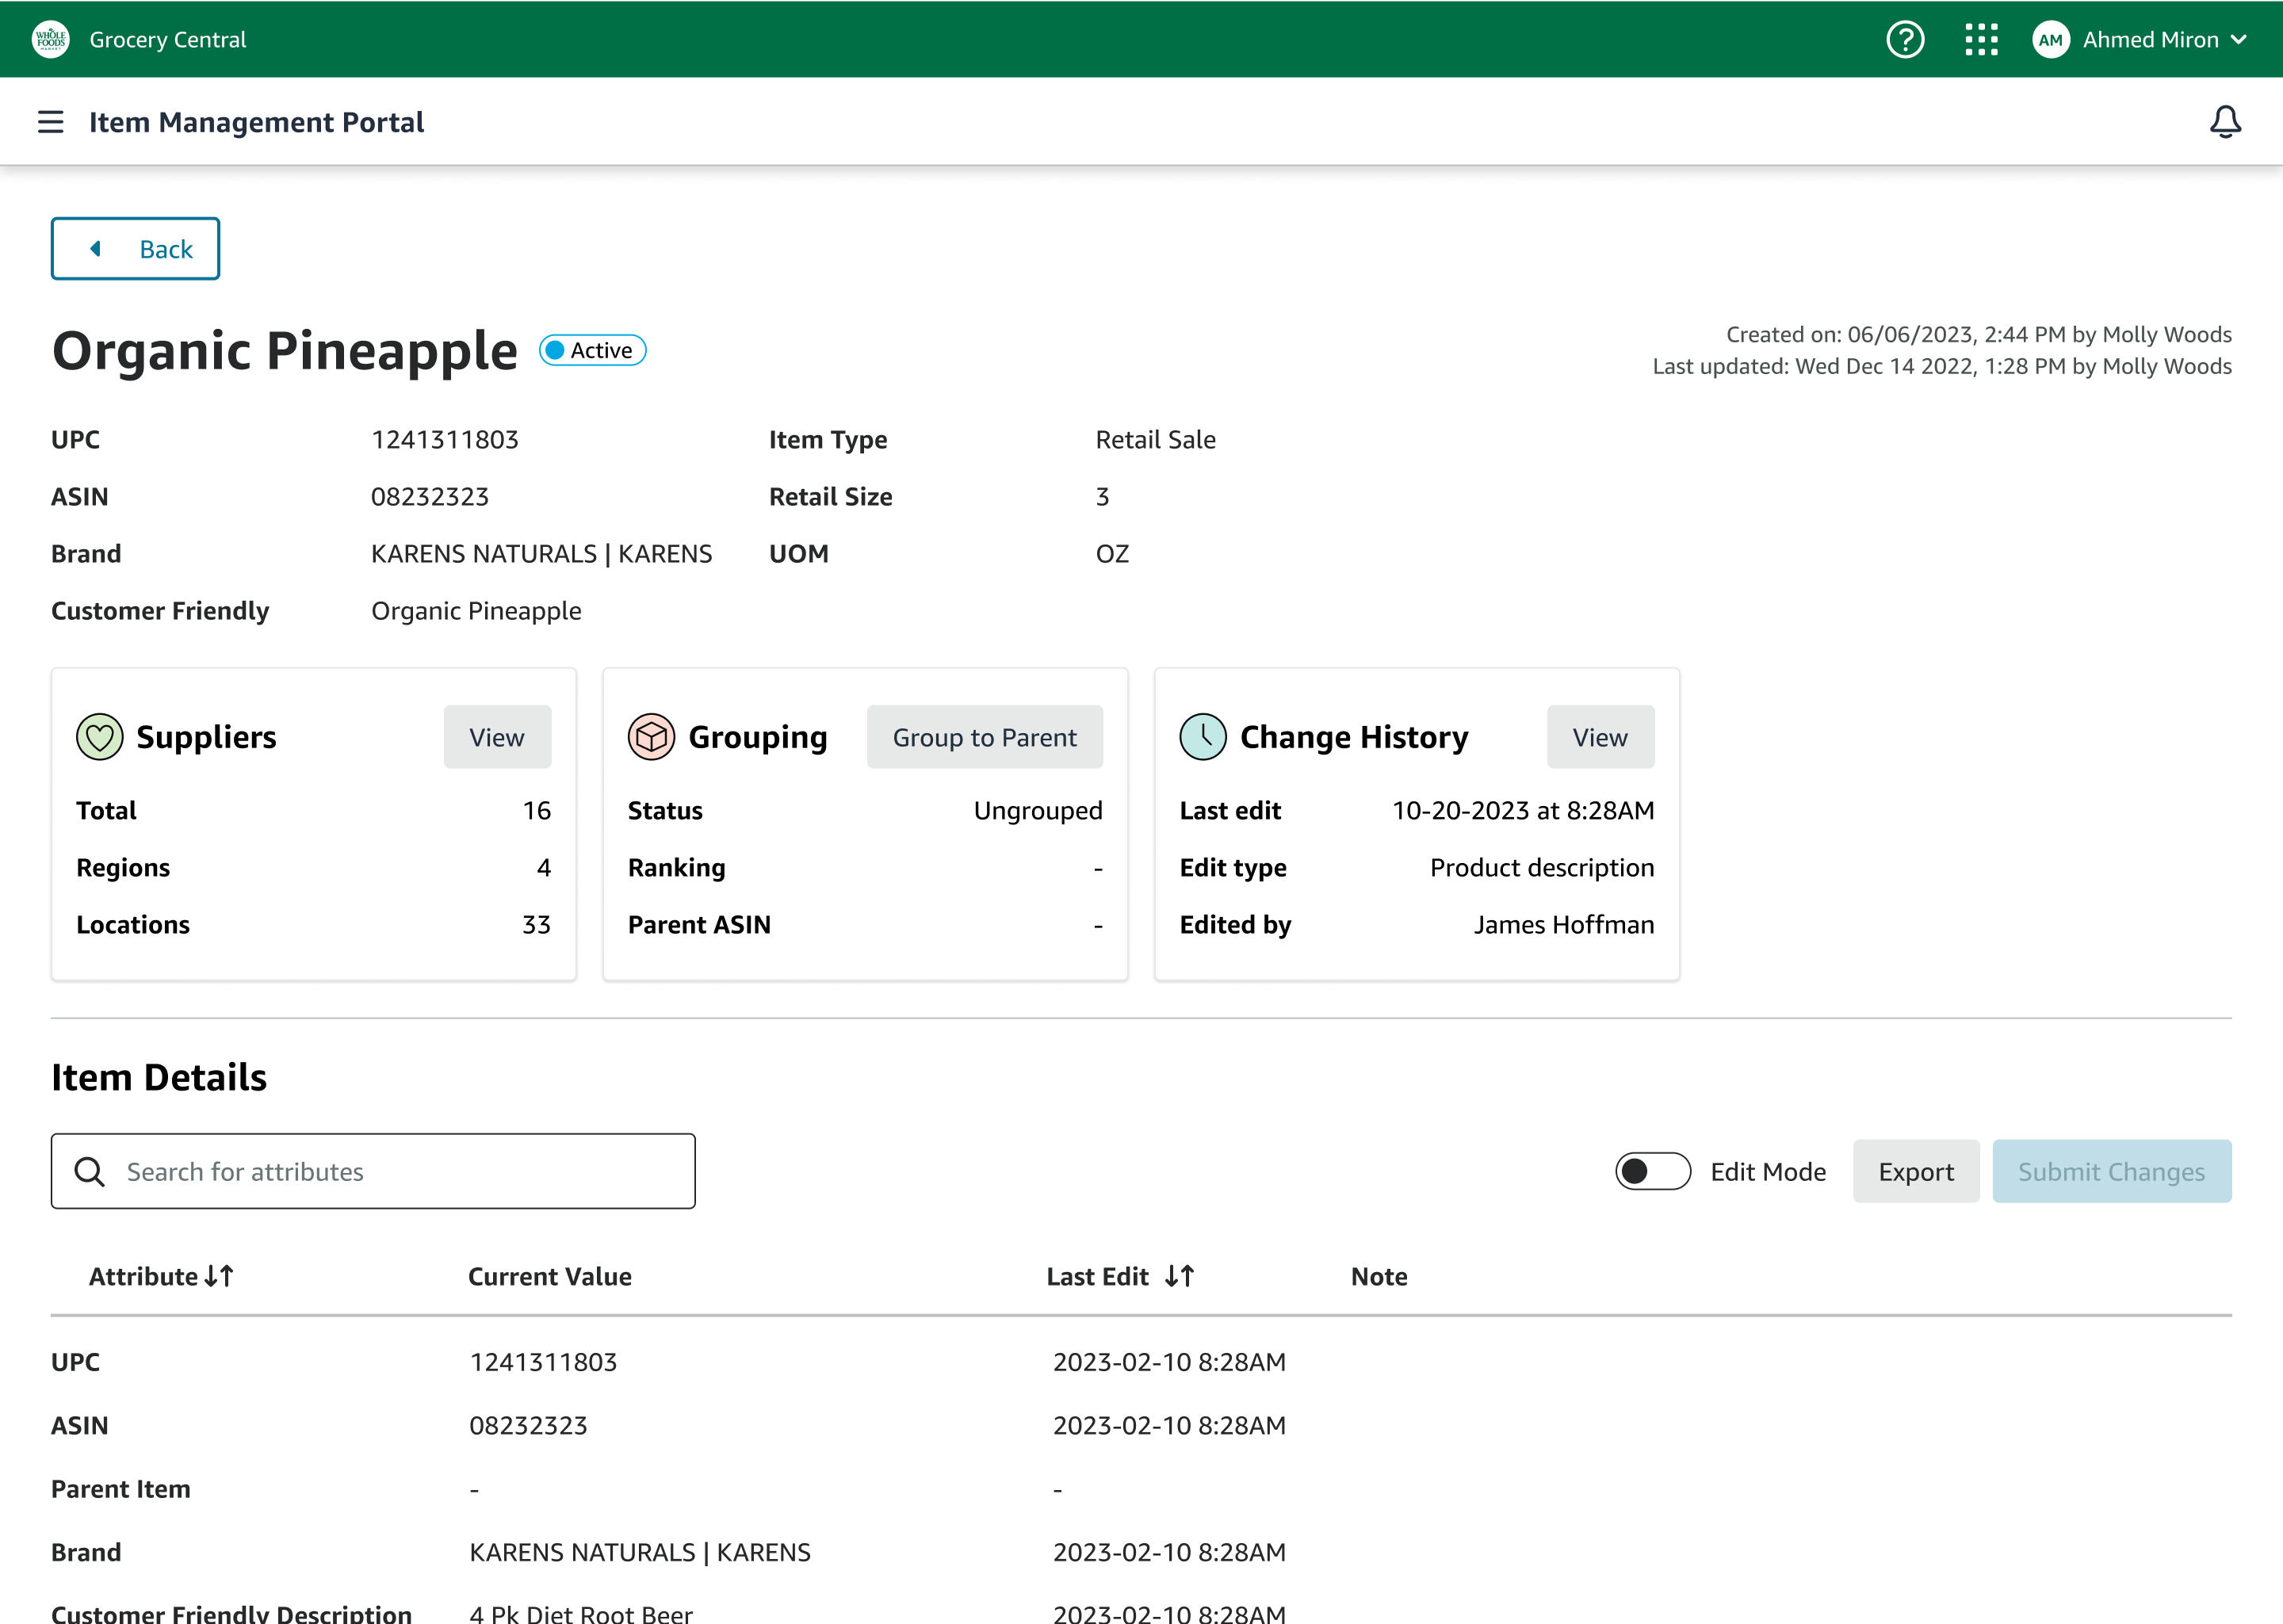 WHOLE
FOODS
MARKET
Grocery Central
AM
Ahmed Miron
Item Management Portal
Back
Organic Pineapple
Active
Created on: 06/06/2023, 2:44 PM by Molly Woods
Last updated: Wed Dec 14 2022, 1:28 PM by Molly Woods
UPC 1241311803 Item Type Retail Sale
ASIN 08232323 Retail Size 3
Brand KARENS NATURALS | KARENS UOM OZ
Customer Friendly Organic Pineapple
Suppliers View
Total 16
Regions 4
Locations 33
Grouping Group to Parent
Status Ungrouped
Ranking -
Parent ASIN -
Change History View
Last edit 10-20-2023 at 8:28AM
Edit type Product description
Edited by James Hoffman
Item Details
Search for attributes
Edit Mode Export Submit Changes
Attribute Current Value Last Edit Note
UPC 1241311803 2023-02-10 8:28AM
ASIN 08232323 2023-02-10 8:28AM
Parent Item - -
Brand KARENS NATURALS | KARENS 2023-02-10 8:28AM
Customer Friendly Description 4 Pk Diet Root Beer 2023-02-10 8:28AM